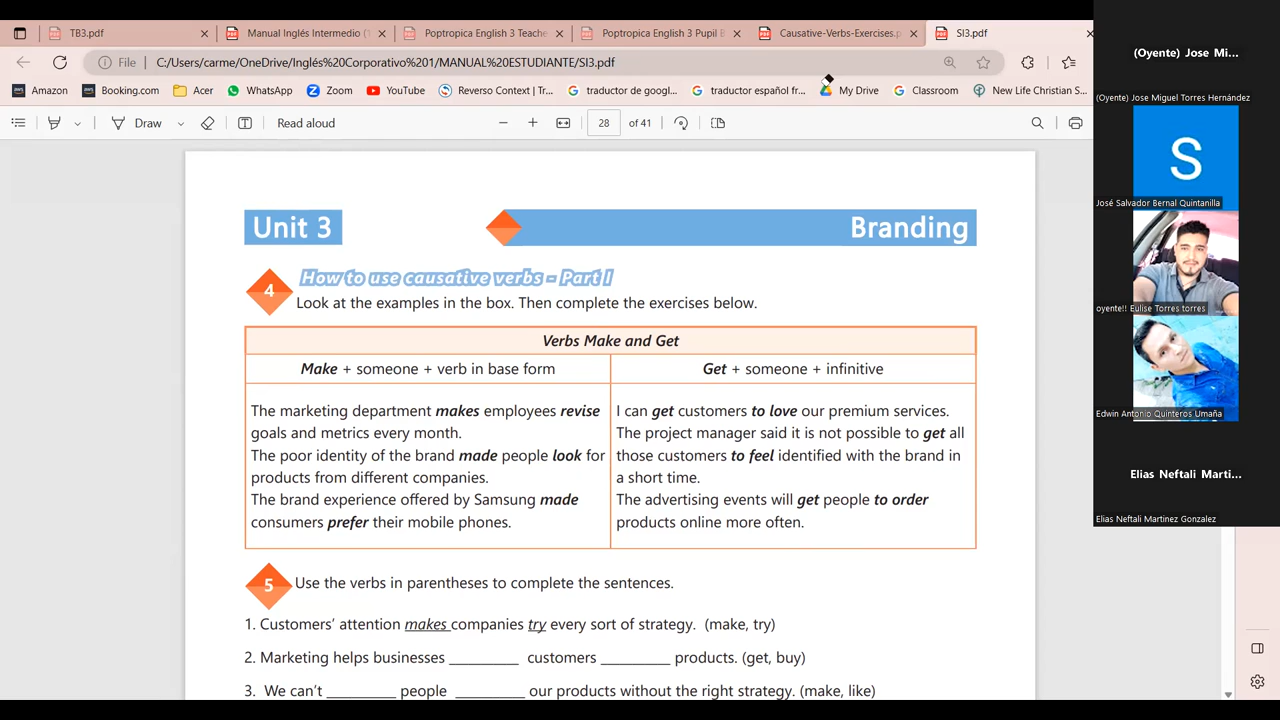 TB3.pdf
Manual Inglés Intermedio (1
Poptropica English 3 Teache
Poptropica English 3 Pupil B
Causative-Verbs-Exercises.p
SI3.pdf
File C:/Users/carme/OneDrive/Inglés%20Corporativo%201/MANUAL%20ESTUDIANTE/SI3.pdf
Amazon Booking.com Acer WhatsApp Zoom YouTube Reverso Context | Tr... traductor de googl... traductor español fr... My Drive Classroom New Life Christian S...
Draw Read aloud 28 of 41
Unit 3
Branding
4
How to use causative verbs - Part I
Look at the examples in the box. Then complete the exercises below.
Verbs Make and Get
Make + someone + verb in base form
Get + someone + infinitive
The marketing department makes employees revise
goals and metrics every month.
The poor identity of the brand made people look for
products from different companies.
The brand experience offered by Samsung made
consumers prefer their mobile phones.
I can get customers to love our premium services.
The project manager said it is not possible to get all
those customers to feel identified with the brand in
a short time.
The advertising events will get people to order
products online more often.
5
Use the verbs in parentheses to complete the sentences.
1. Customers' attention makes companies try every sort of strategy. (make, try)
2. Marketing helps businesses _________ customers _________ products. (get, buy)
3. We can't _________ people _________ our products without the right strategy. (make, like)
(Oyente) Jose Mi...
(Oyente) Jose Miguel Torres Hernández
S
José Salvador Bernal Quintanilla
oyente!! Eulise Torres torres
Edwin Antonio Quinteros Umaña
Elias Neftali Marti...
Elias Neftali Martinez Gonzalez